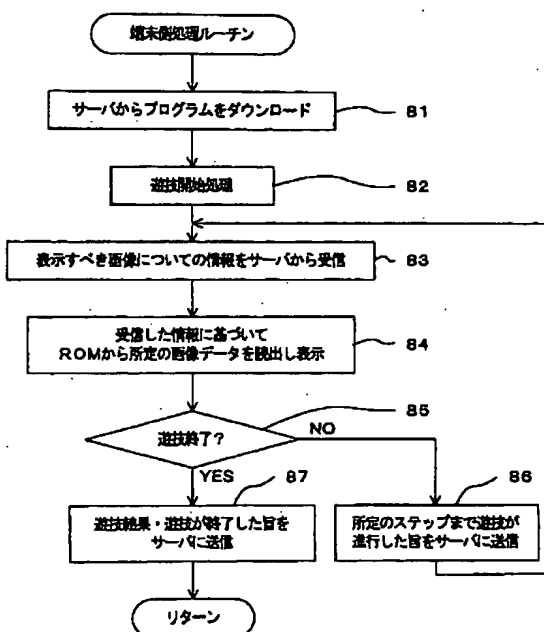 端末側処理ルーチン
サーバからプログラムをダウンロード
81
遊技開始処理
82
表示すべき画像についての情報をサーバから受信
83
受信した情報に基づいて
ROMから所定の画像データを読出し表示
84
85
遊技終了?
NO
YES
87
86
遊技結果・遊技が終了した旨を
サーバに送信
所定のステップまで遊技が
進行した旨をサーバに送信
リターン